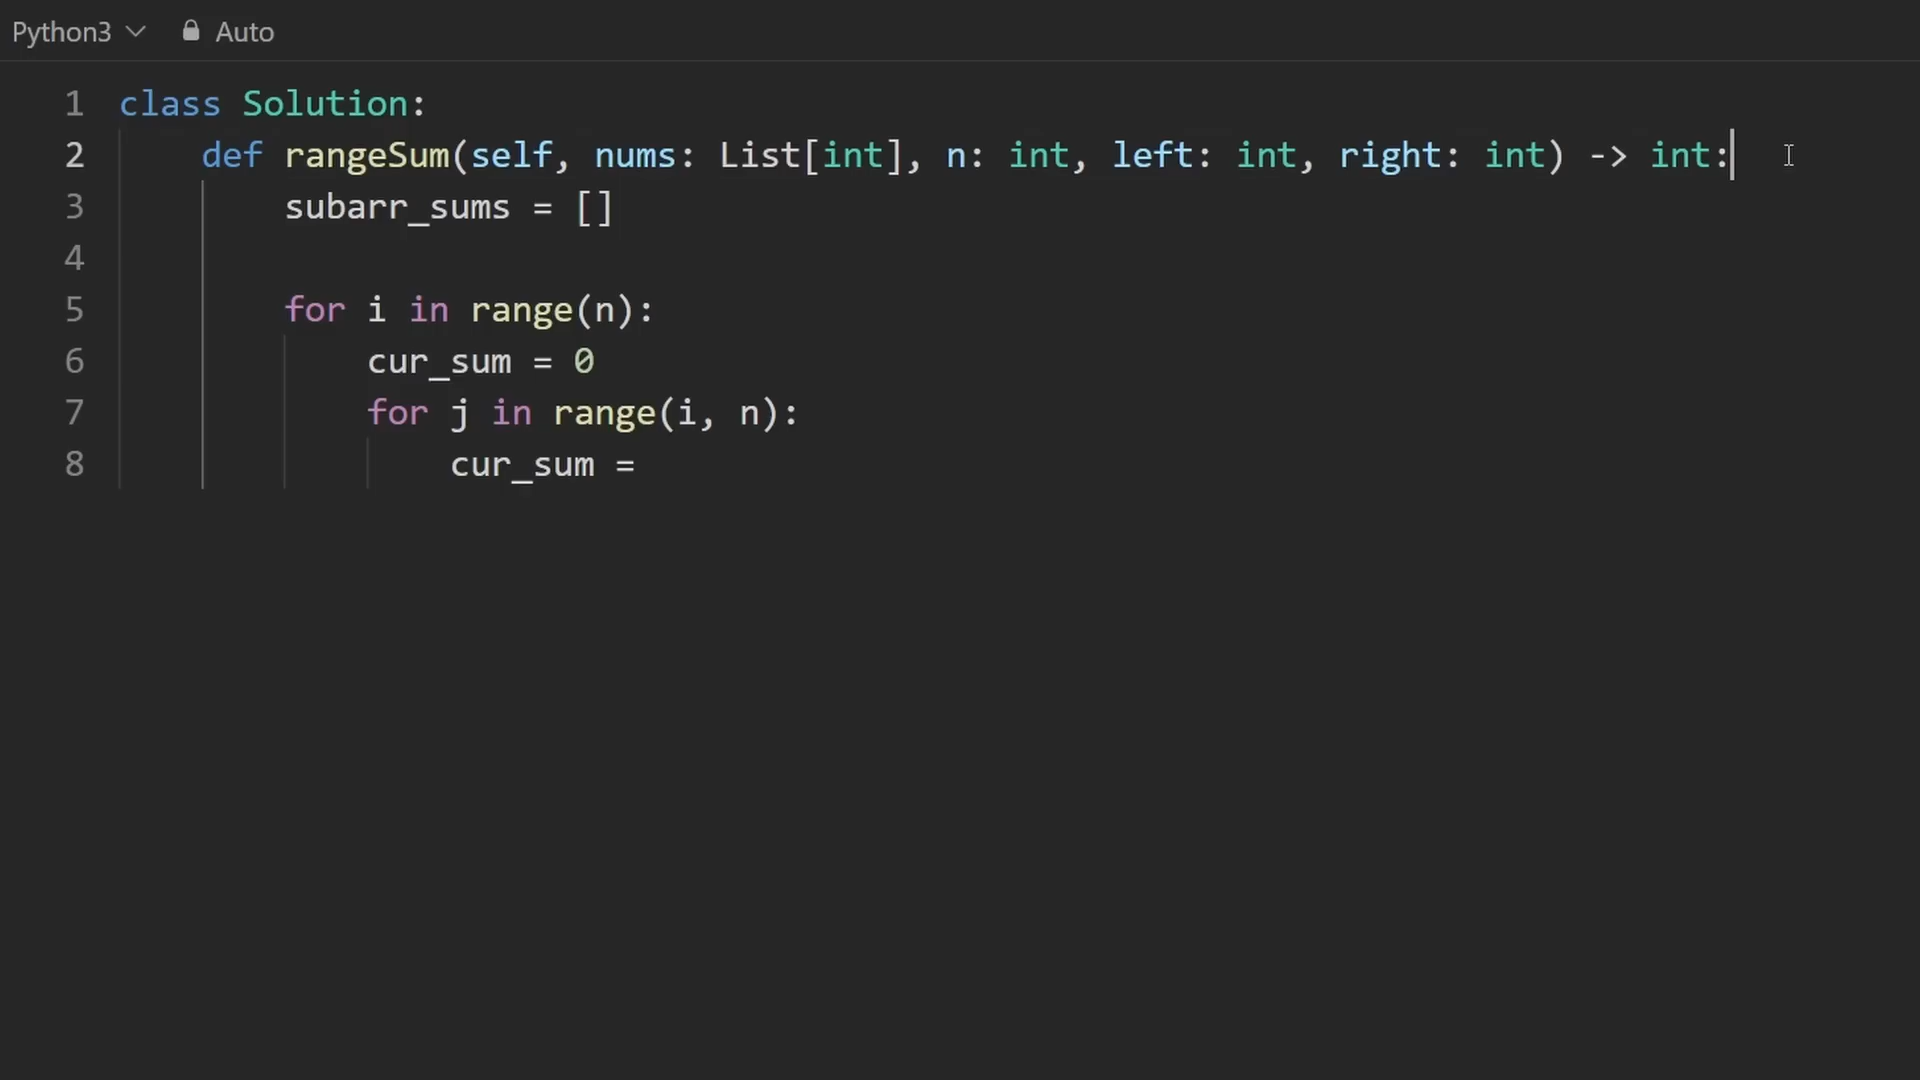 Python3 Auto
1 class Solution:
2 def rangeSum(self, nums: List[int], n: int, left: int, right: int) -> int:
3 subarr_sums = []
4
5 for i in range(n):
6 cur_sum = 0
7 for j in range(i, n):
8 cur_sum =